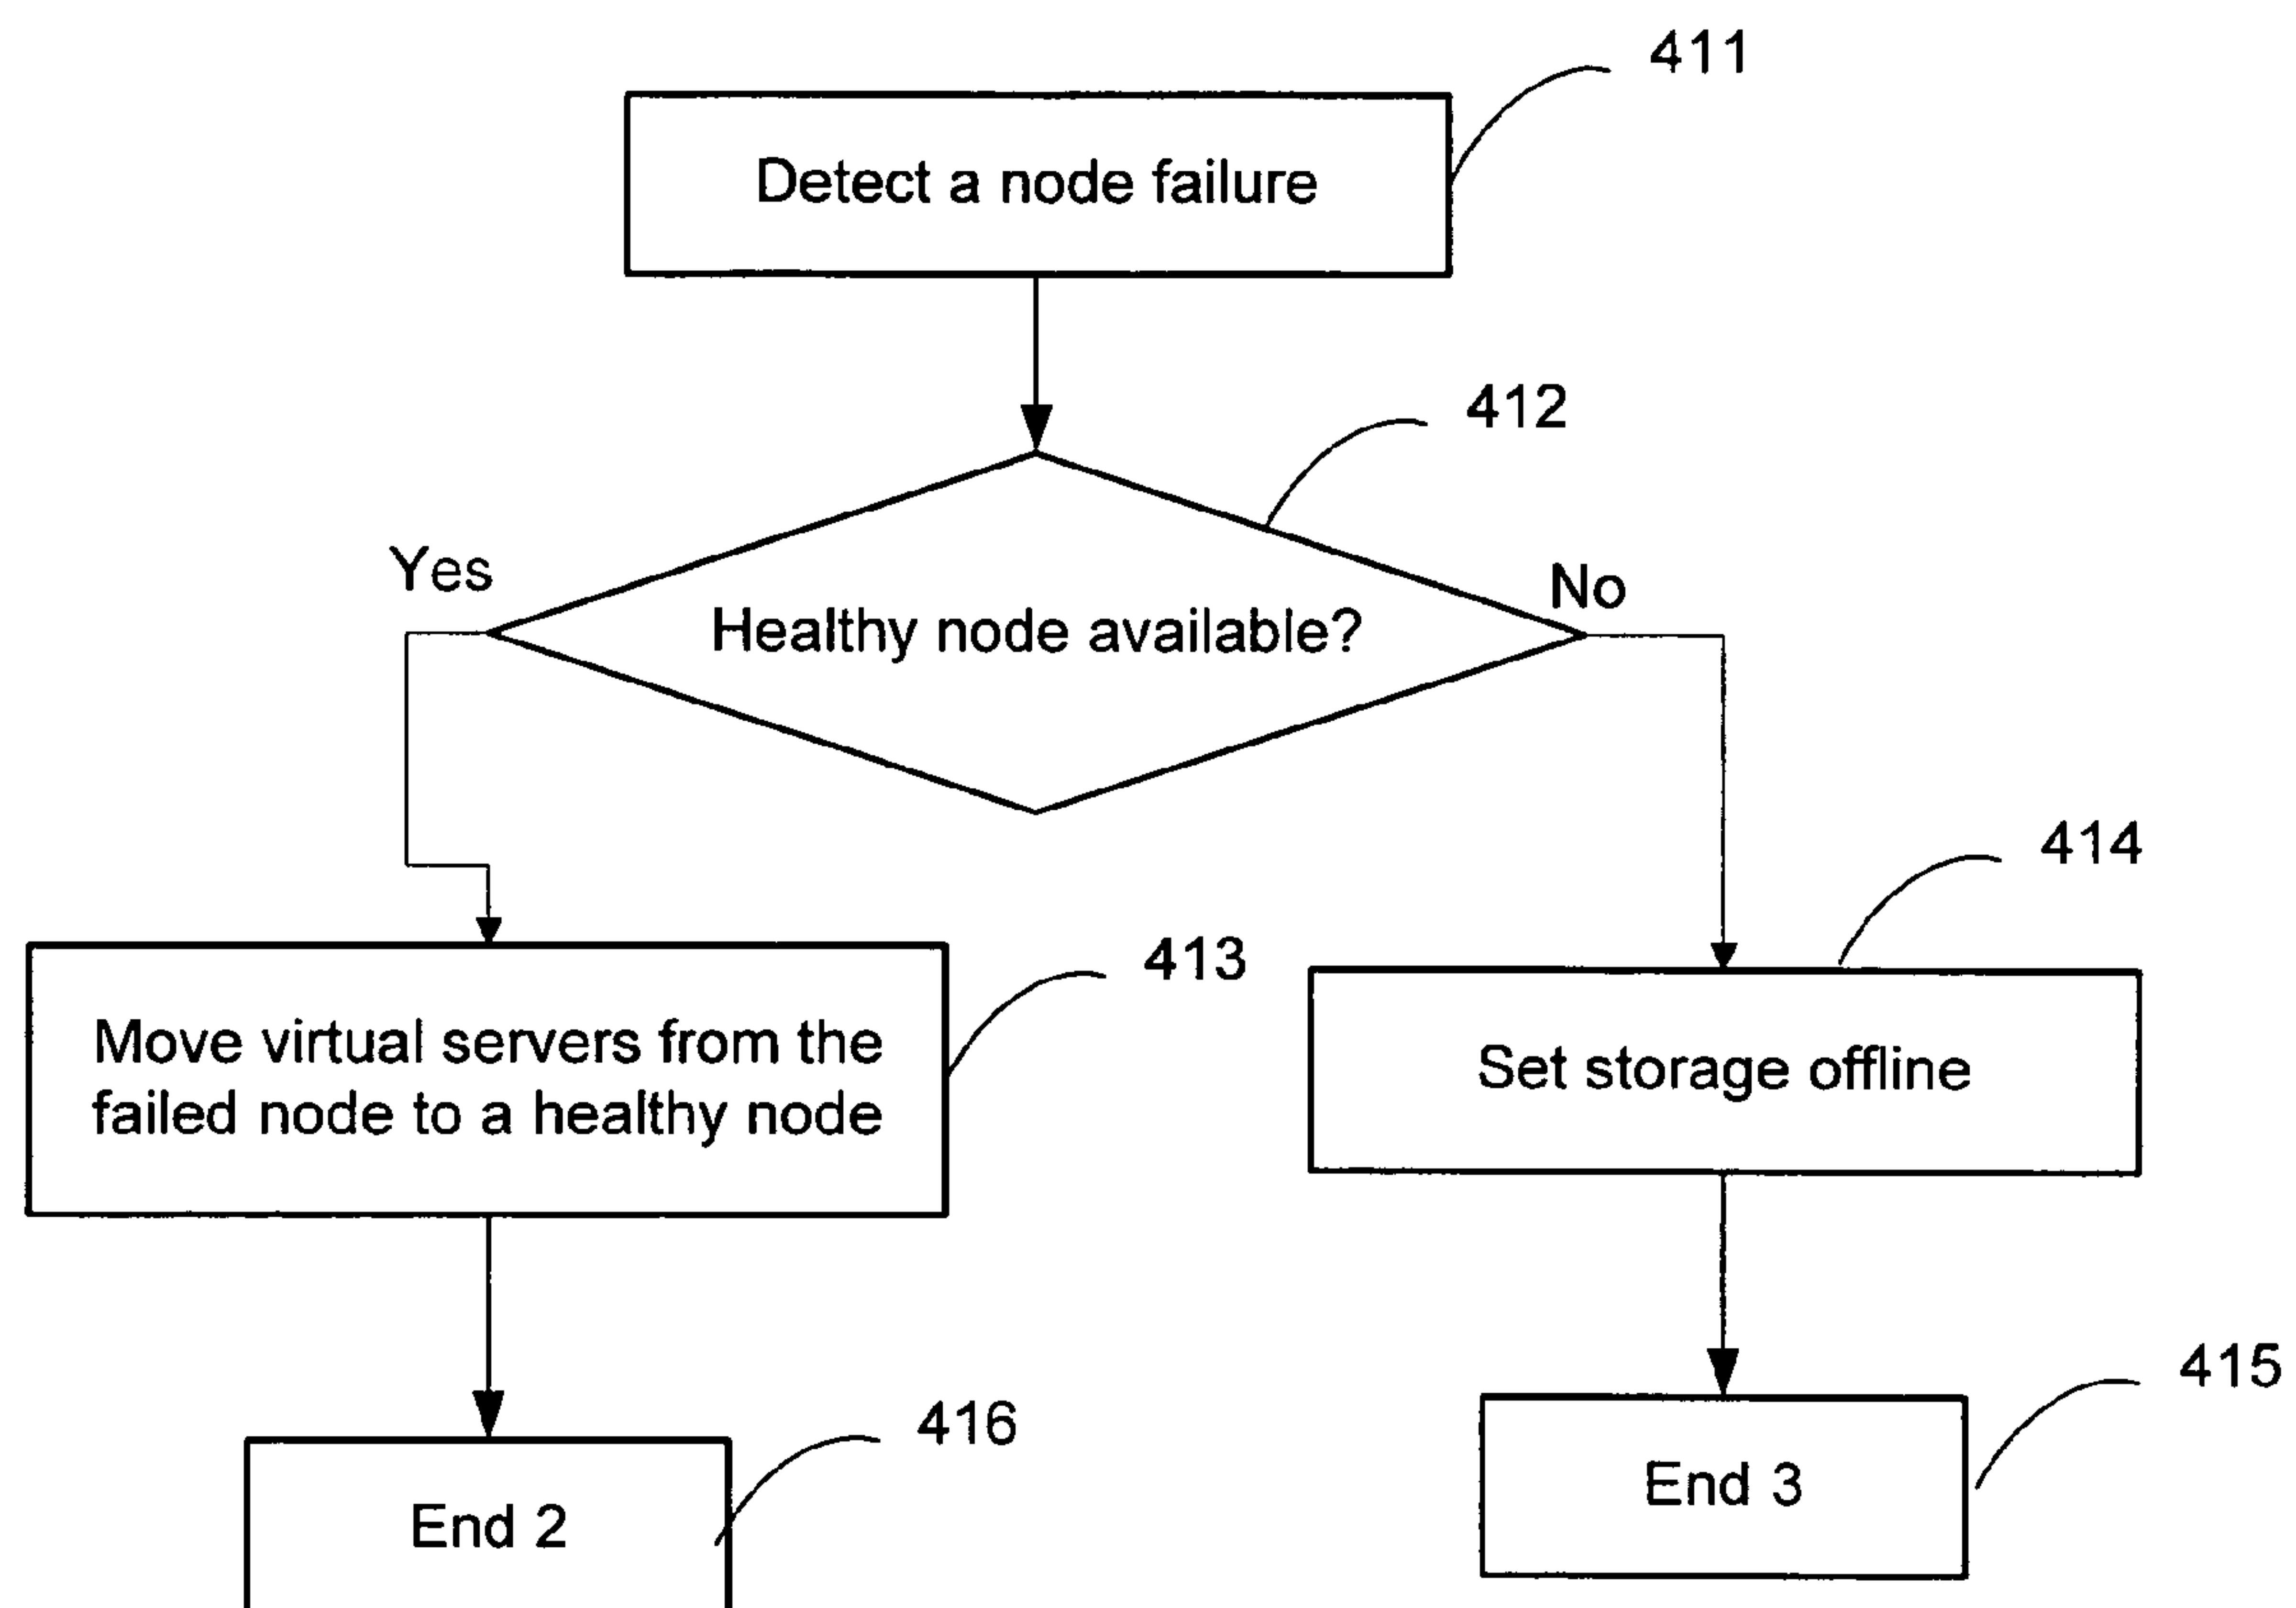 411
Detect a node failure
412
Yes
No
Healthy node available?
414
413
Move virtual servers from the
failed node to a healthy node
Set storage offline
415
416
End 3
End 2